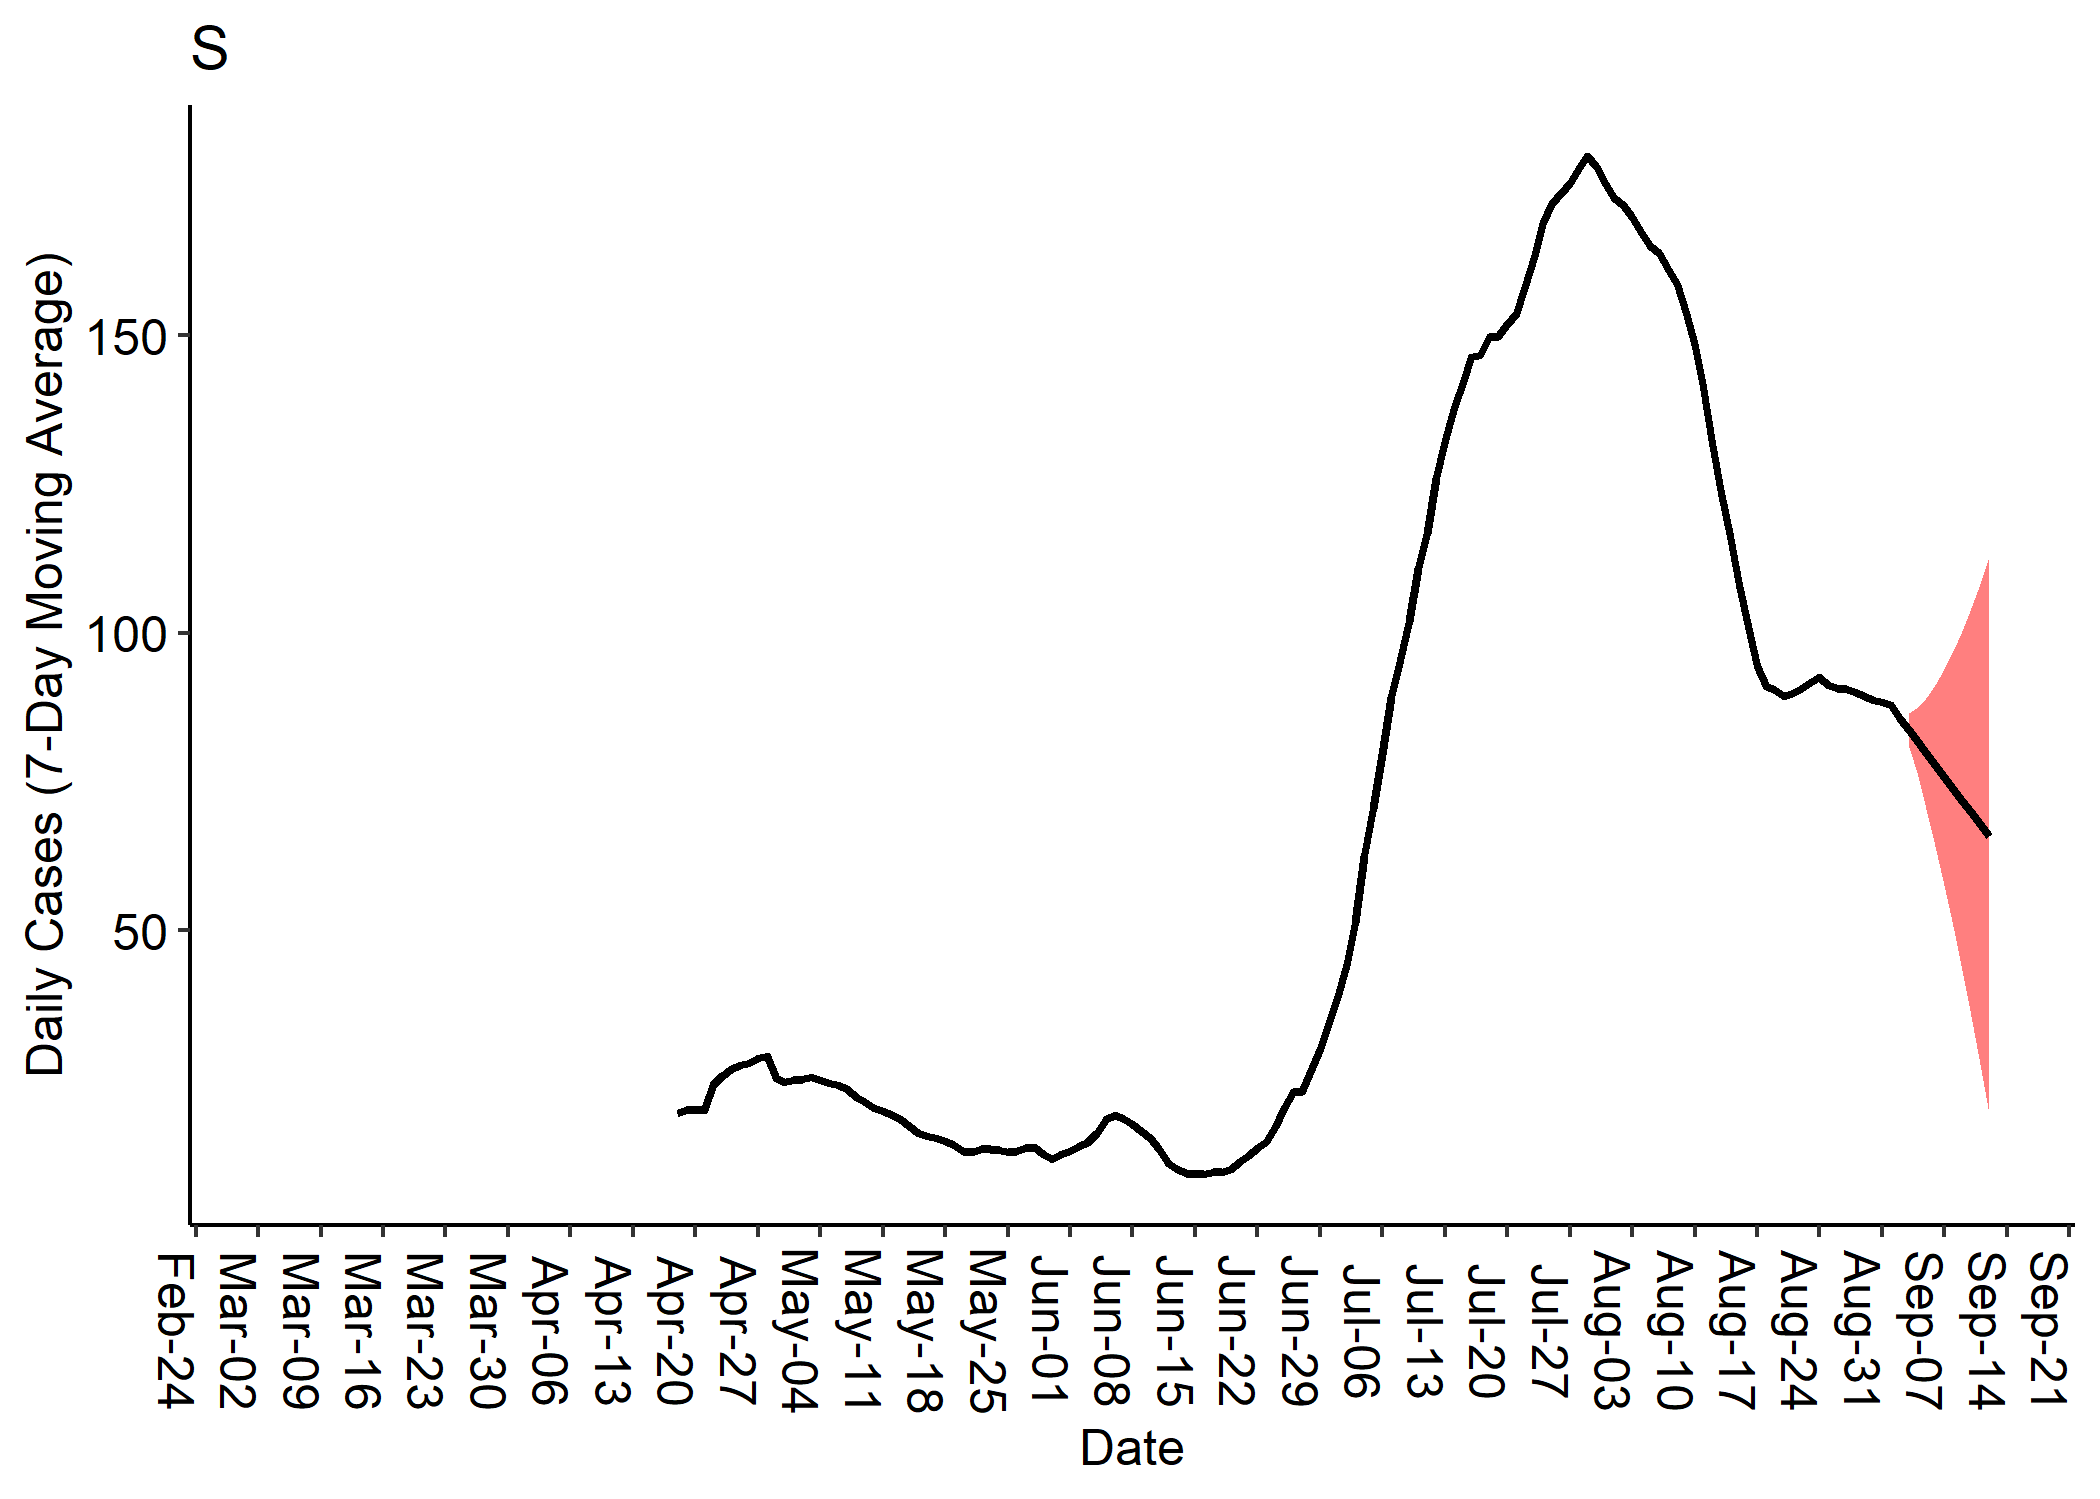 S
Daily Cases (7-Day Moving Average)
150
100
50
Feb-24
Mar-02
Mar-09
Mar-16
Mar-23
Mar-30
Apr-06
Apr-13
Apr-20
Apr-27
May-04
May-11
May-18
May-25
Jun-01
Jun-08
Jun-15
Jun-22
Jun-29
Jul-06
Jul-13
Jul-20
Jul-27
Aug-03
Aug-10
Aug-17
Aug-24
Aug-31
Sep-07
Sep-14
Sep-21
Date